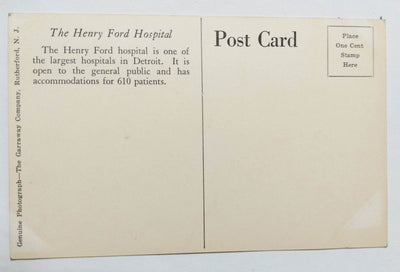 The Henry Ford Hospital
The Henry Ford hospital is one of
the largest hospitals in Detroit. It is
open to the general public and has
accommodations for 610 patients.
Post Card
Place
One Cent
Stamp
Here
Genuine Photograph—The Garraway Company, Rutherford, N. J.